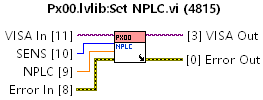 Px00.lvlib:Set NPLC.vi (4815)
VISA In [11]
PX00
[3] VISA Out
SENS [10]
NPLC
NPLC [9]
[0] Error Out
Error In [8]